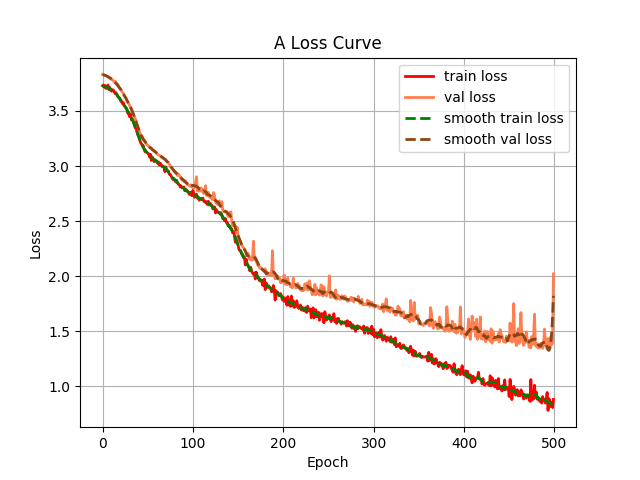 A Loss Curve
train loss
val loss
smooth train loss
smooth val loss
Loss
3.5
3.0
2.5
2.0
1.5
1.0
0 100 200 300 400 500
Epoch